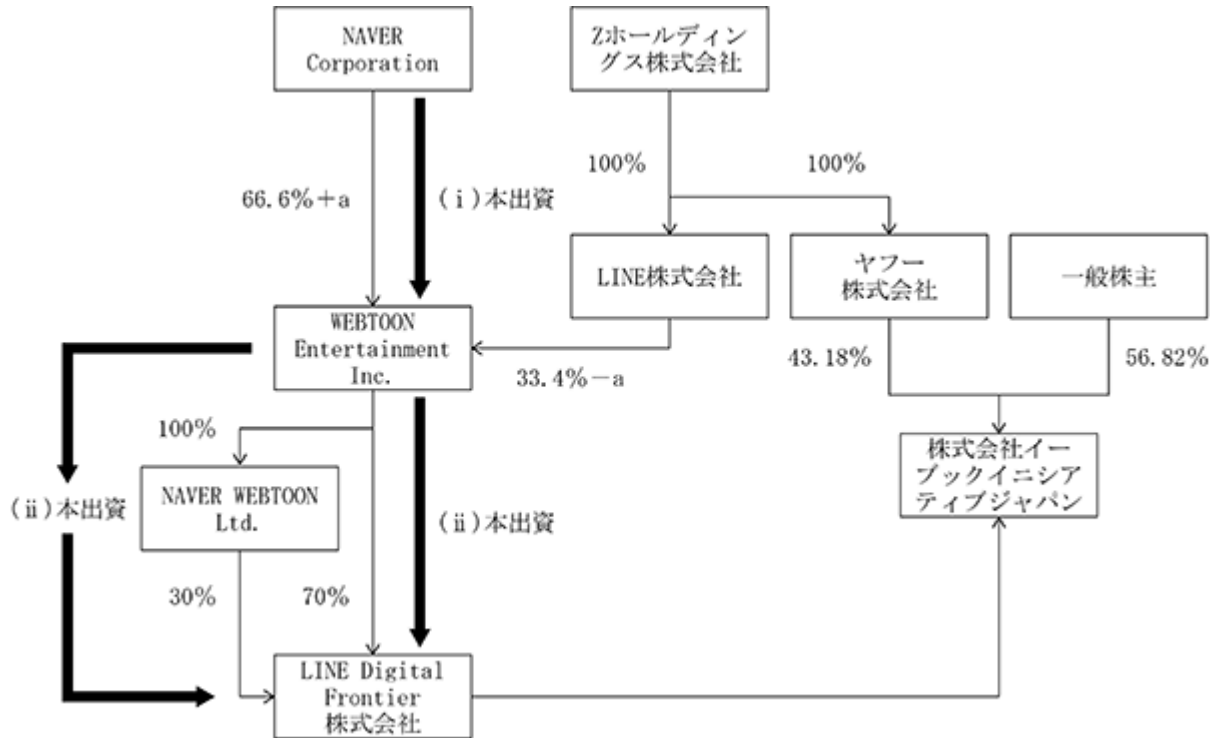 NAVER
Corporation
Zホールディン
グス株式会社
100%
100%
66.6%+a
(ⅰ)本出資
LINE株式会社
ヤフー
株式会社
一般株主
WEBTOON
Entertainment
Inc.
33.4%-a
43.18%
56.82%
100%
株式会社イー
ブックイニシア
ティブジャパン
NAVER WEBTOON
Ltd.
(ⅱ)本出資
(ⅱ)本出資
30%
70%
LINE Digital
Frontier
株式会社